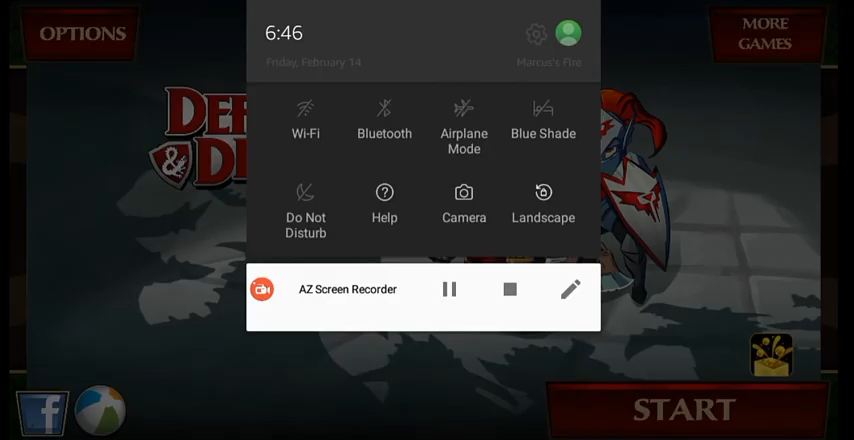 OPTIONS
MORE
GAMES
6:46
Friday, February 14
Marcus's Fire
DEF
& D
Wi-Fi
Bluetooth
Airplane
Mode
Blue Shade
Do Not
Disturb
Help
Camera
Landscape
AZ Screen Recorder
f
START